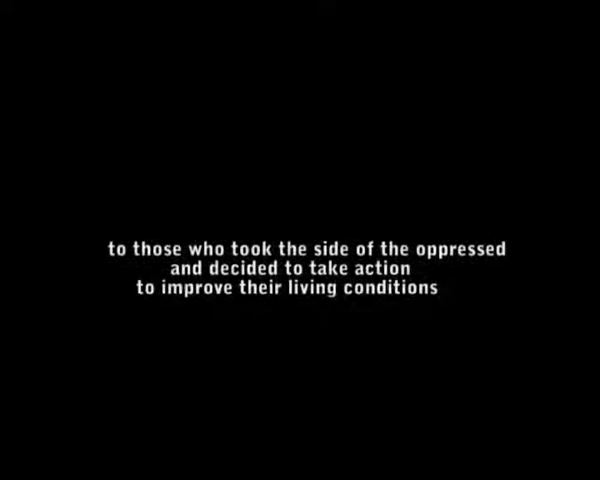 to those who took the side of the oppressed
and decided to take action
to improve their living conditions